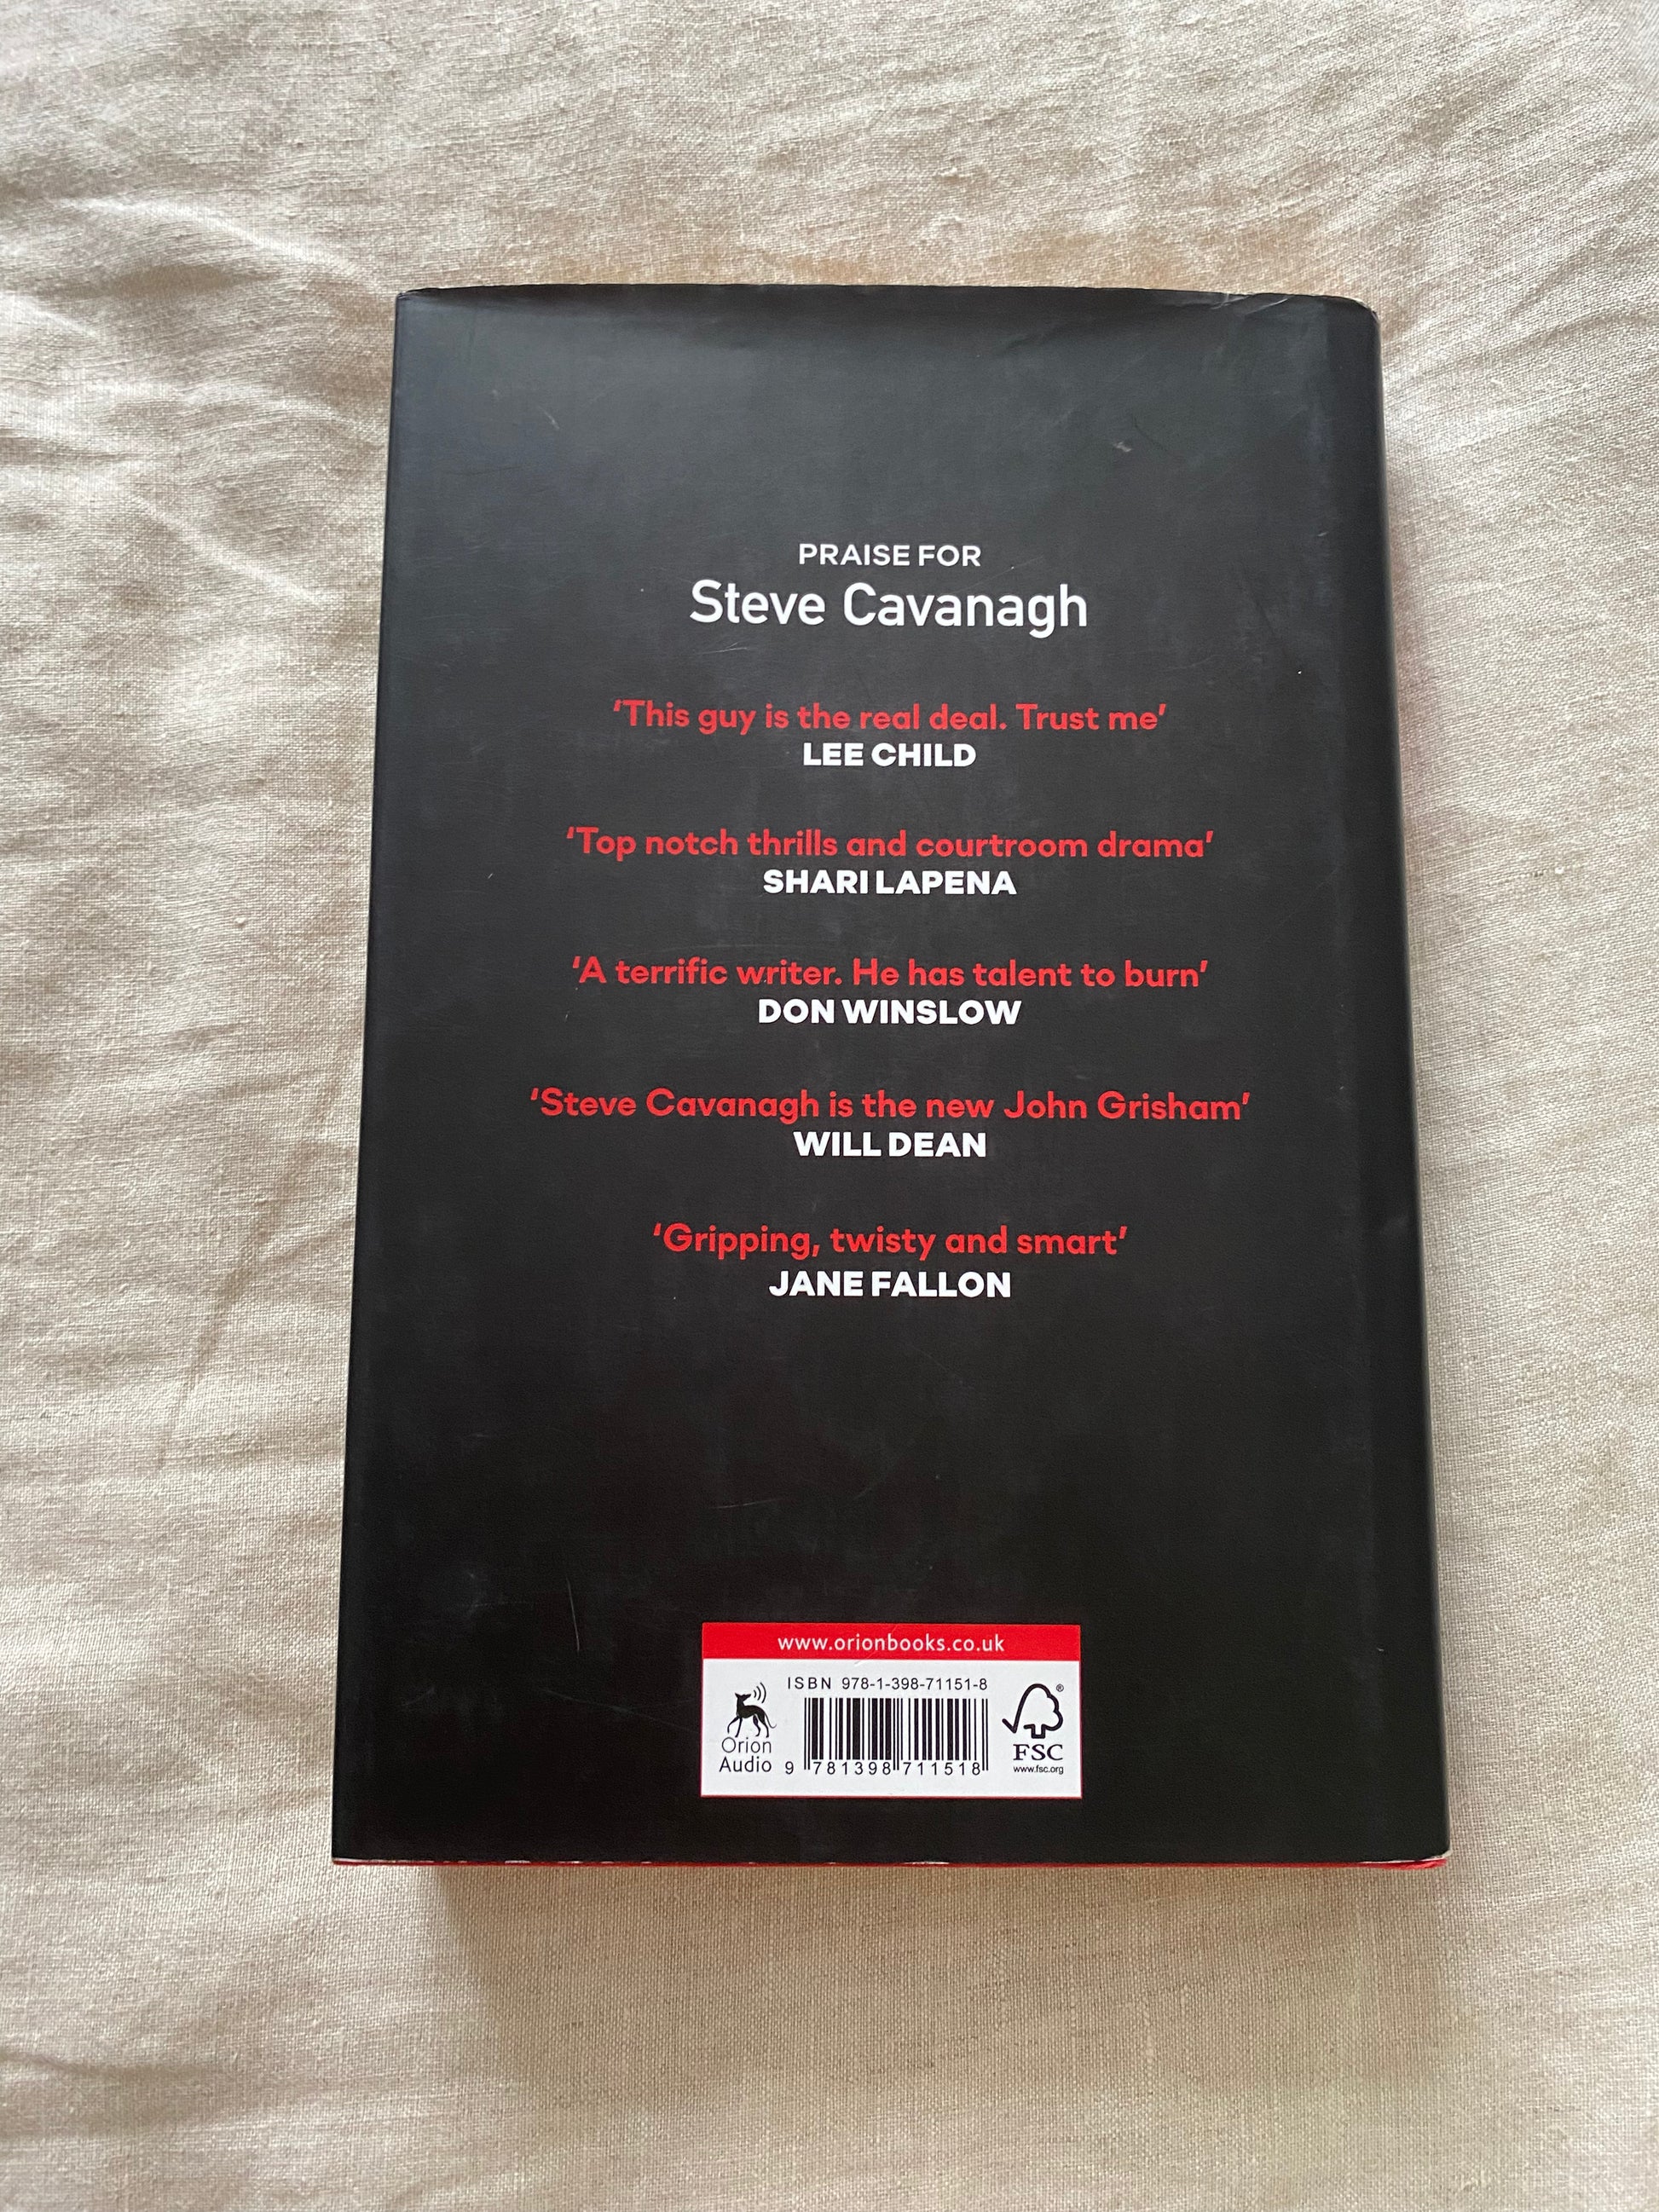 PRAISE FOR
Steve Cavanagh
‘This guy is the real deal. Trust me’
LEE CHILD
‘Top notch thrills and courtroom drama’
SHARI LAPENA
‘A terrific writer. He has talent to burn’
DON WINSLOW
‘Steve Cavanagh is the new John Grisham’
WILL DEAN
‘Gripping, twisty and smart’
JANE FALLON
www.orionbooks.co.uk
ISBN 978-1-398-71151-8
Orion
Audio
9 781398 711518
®
FSC
www.fsc.org